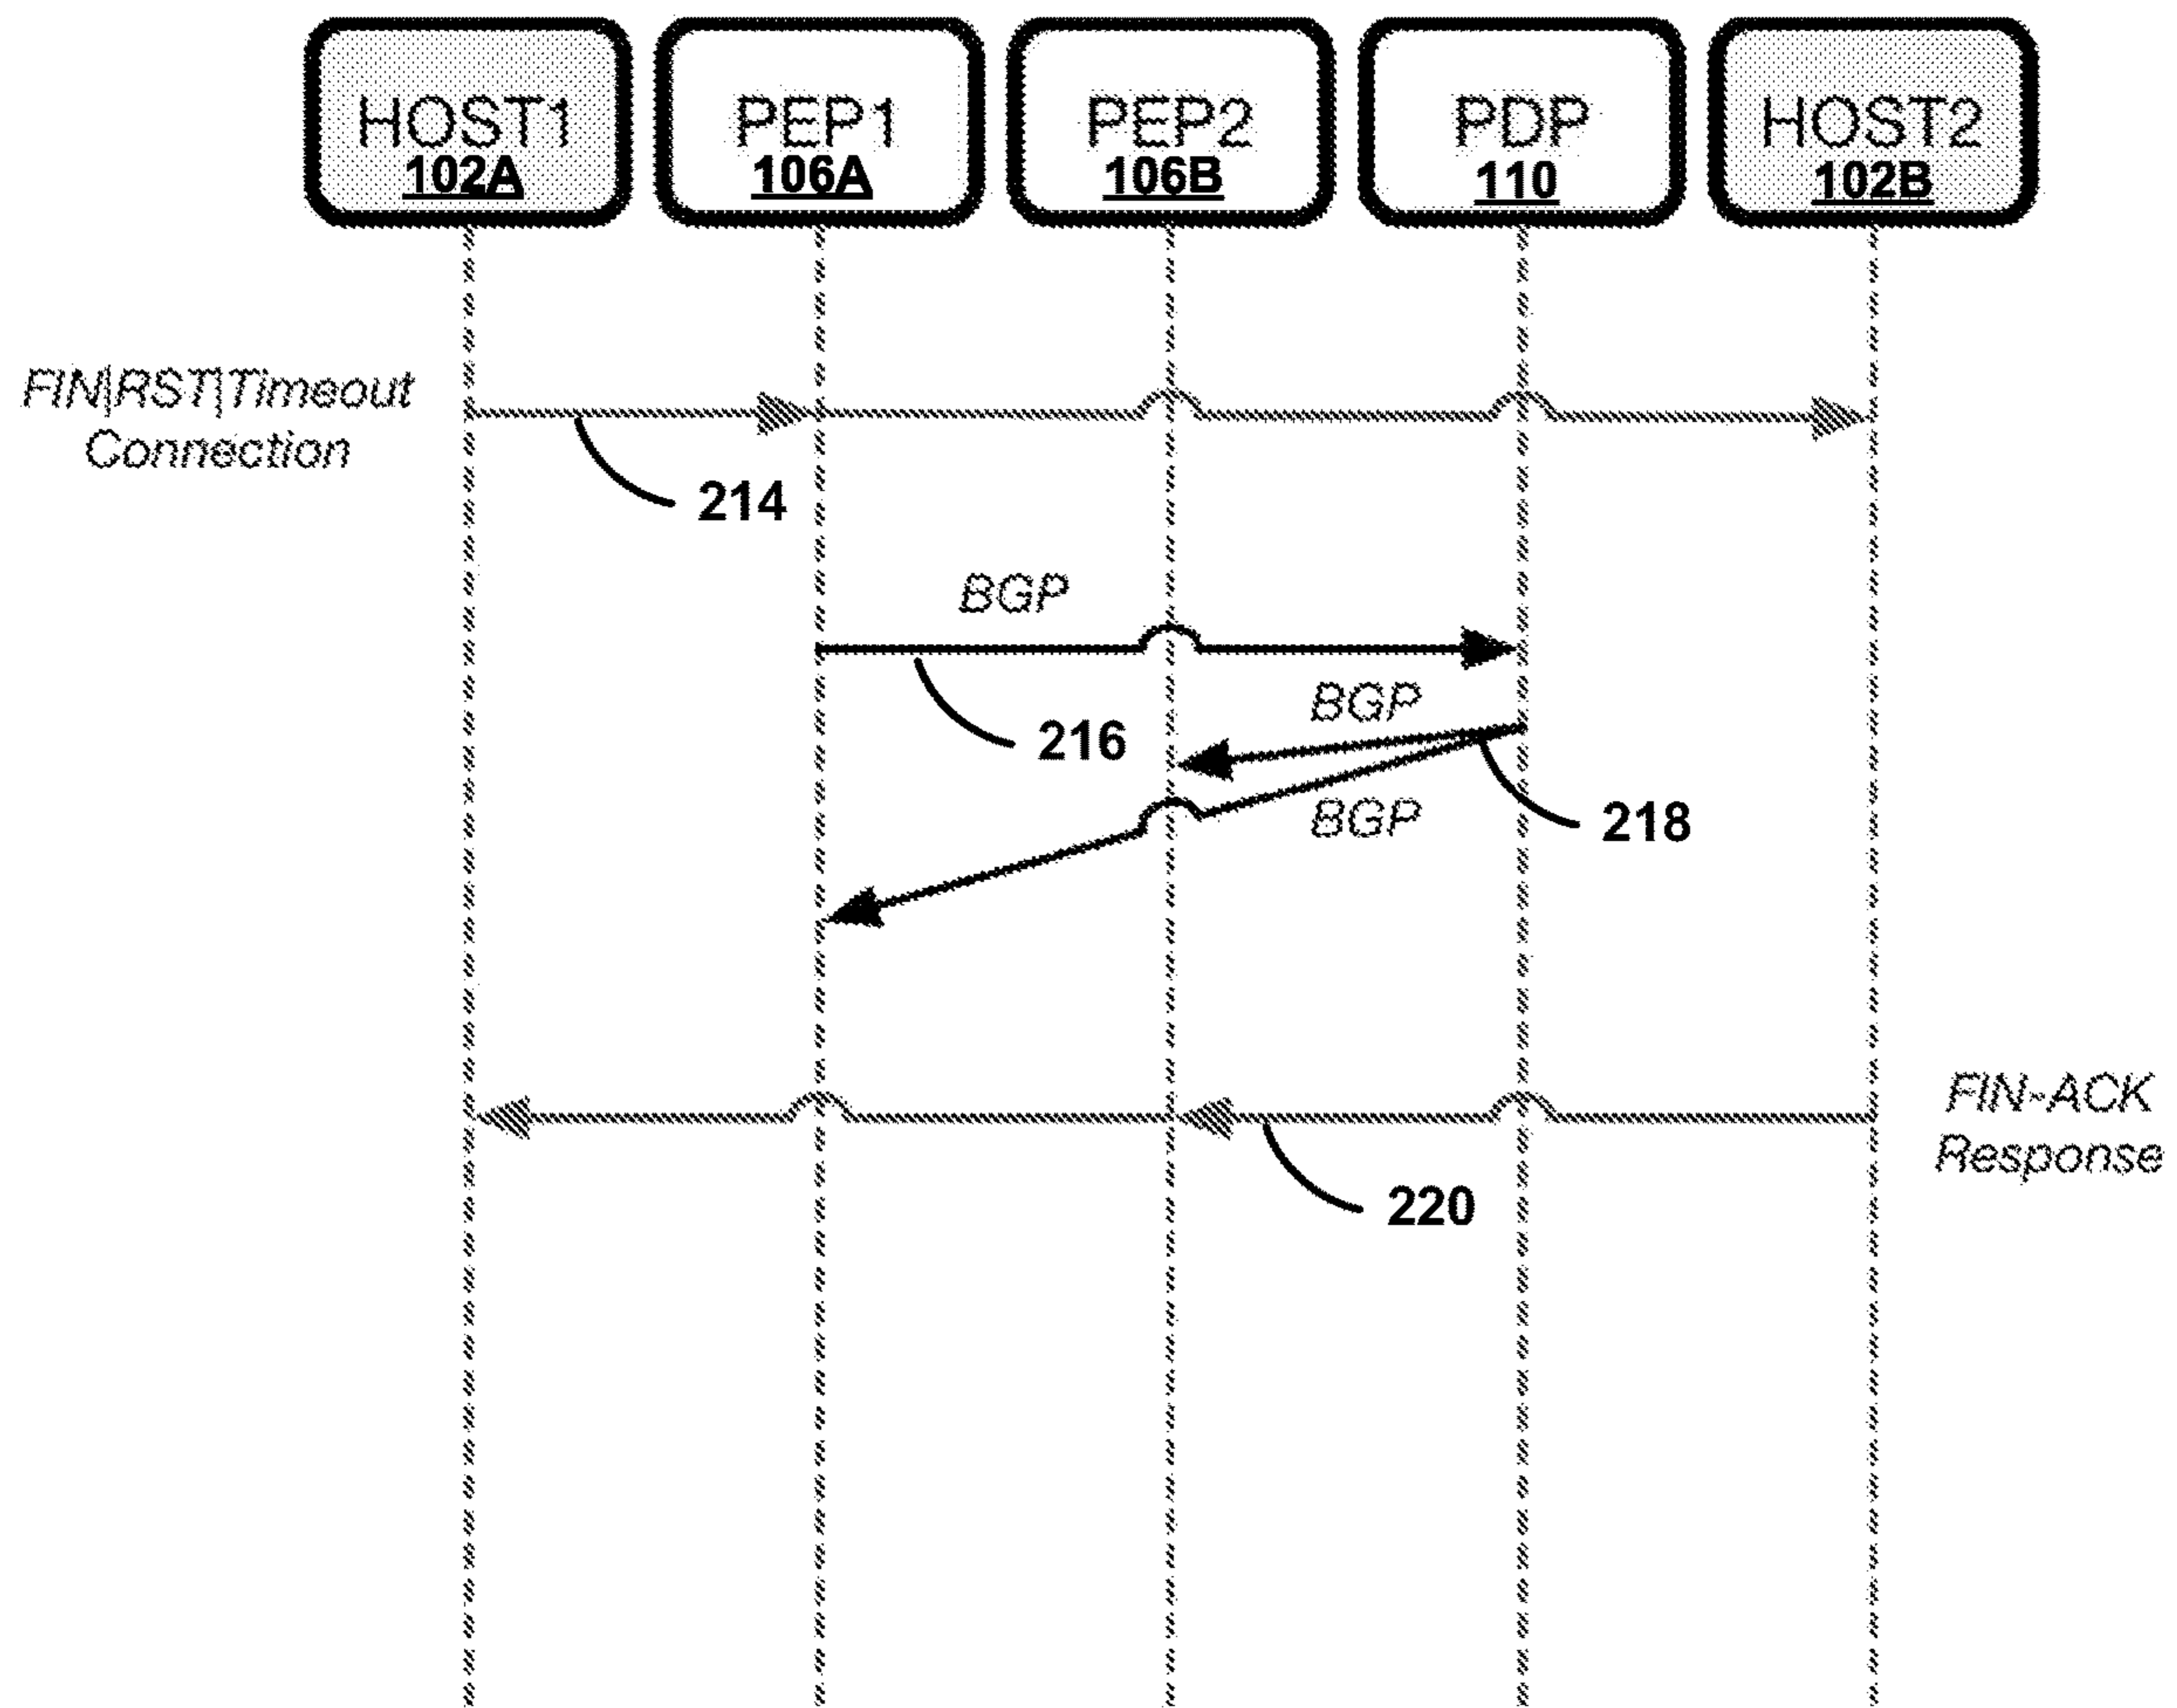 HOST1
102A
PEP1
106A
PEP2
106B
PDP
110
HOST2
102B
FIN|RST|Timeout
Connection
214
BGP
216
BGP
BGP
218
FIN-ACK
Response
220